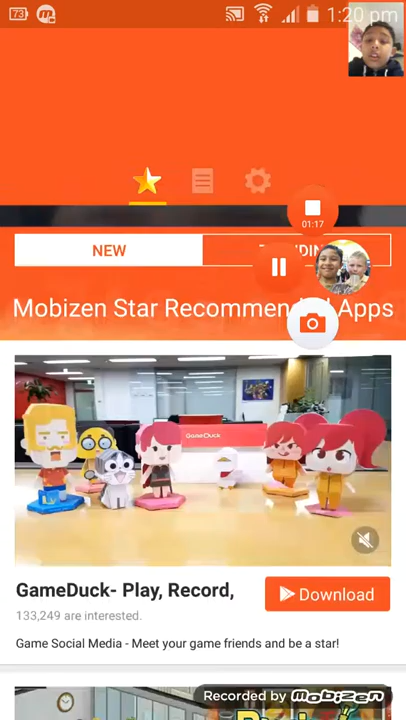 73
1:20 pm
01:17
NEW
Mobizen Star Recommen Apps
GameDuck
GameDuck- Play, Record,
Download
133,249 are interested.
Game Social Media - Meet your game friends and be a star!
Recorded by mobizen